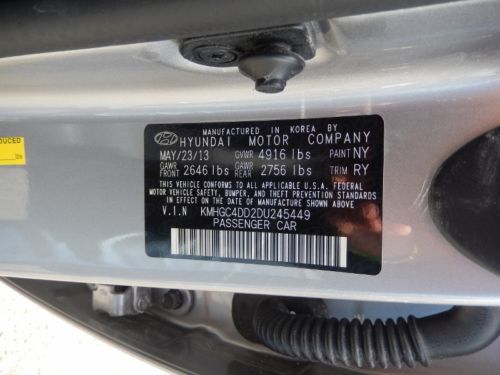 DUCED
lbs
MANUFACTURED IN KOREA BY
HYUNDAI MOTOR COMPANY
MAY/23/13 GVWR 4916 lbs PAINT NY
GAWR FRONT 2646 lbs GAWR REAR 2756 lbs TRIM RY
THIS VEHICLE CONFORMS TO ALL APPLICABLE U.S.A. FEDERAL
MOTOR VEHICLE SAFETY, BUMPER, AND THEFT PREVENTION STANDARDS
IN EFFECT ON THE DATE OF MANUFACTURE SHOWN ABOVE.
V.I.N KMHGC4DD2DU245449
PASSENGER CAR